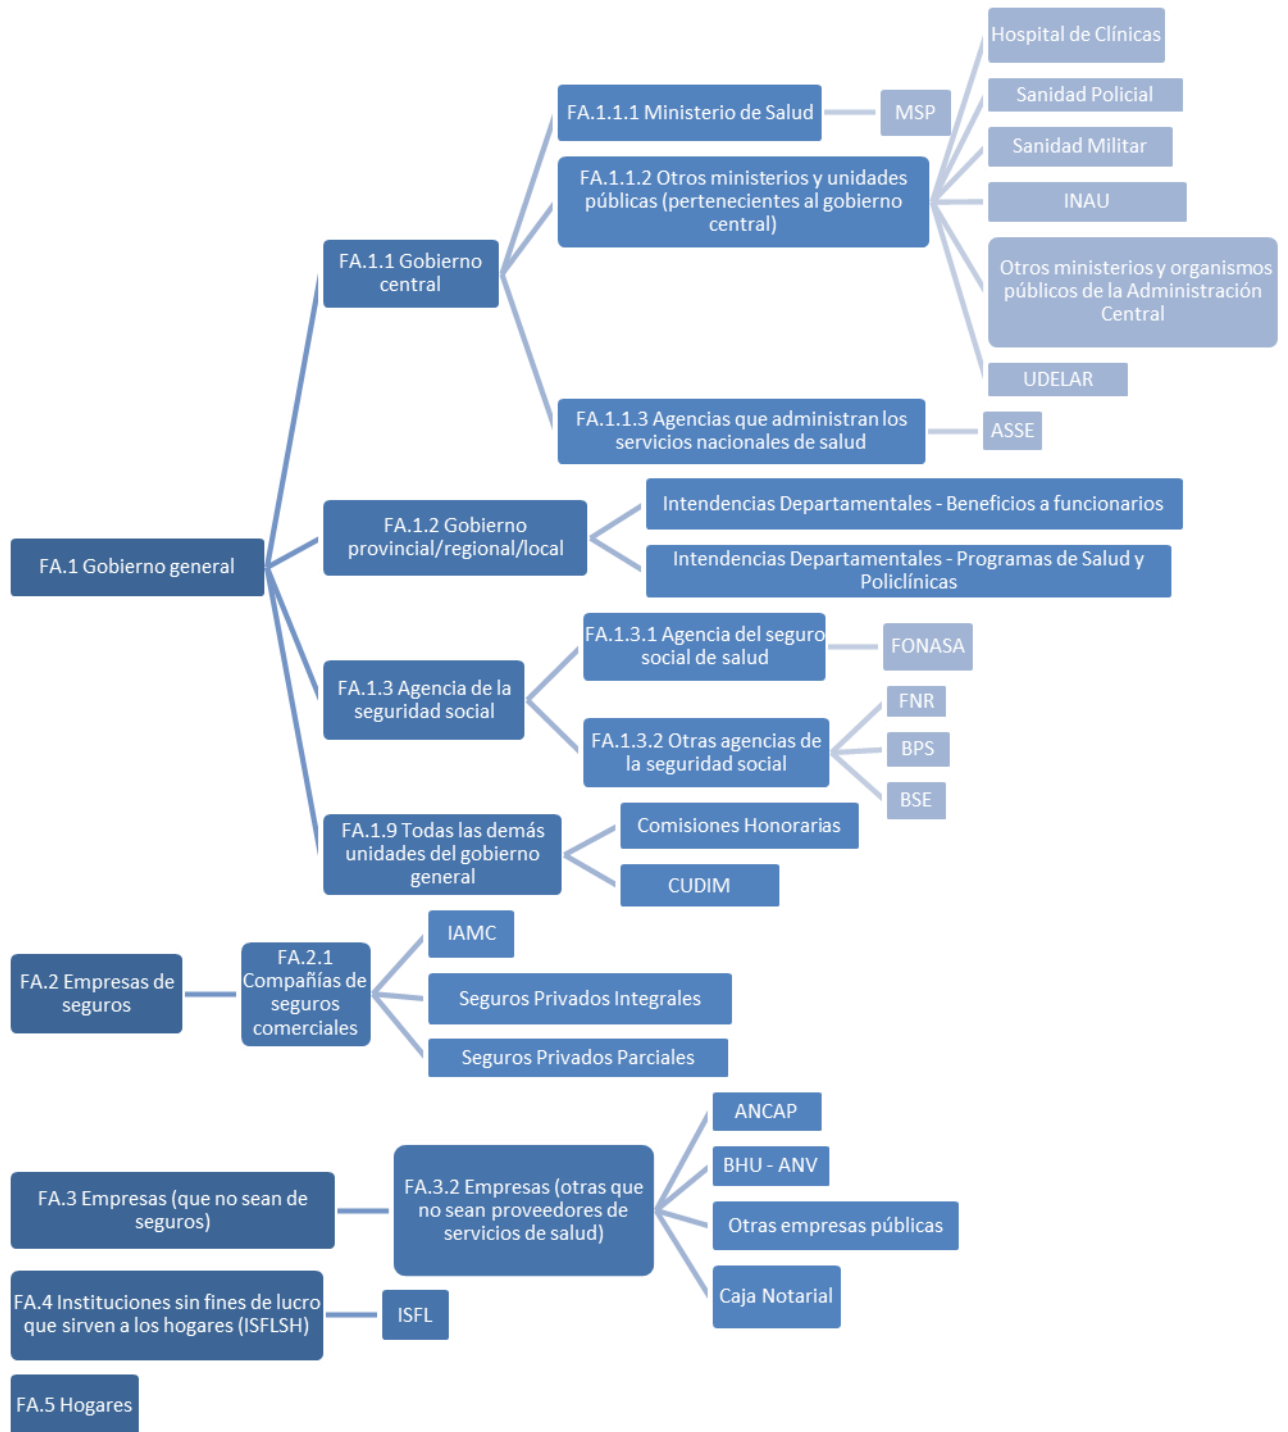 FA.1 Gobierno general
FA.1.1 Gobierno
central
FA.1.1.1 Ministerio de Salud
MSP
FA.1.1.2 Otros ministerios y unidades
públicas (pertenecientes al gobierno
central)
Hospital de Clínicas
Sanidad Policial
Sanidad Militar
INAU
Otros ministerios y organismos
públicos de la Administración
Central
UDELAR
FA.1.1.3 Agencias que administran los
servicios nacionales de salud
ASSE
FA.1.2 Gobierno
provincial/regional/local
Intendencias Departamentales - Beneficios a funcionarios
Intendencias Departamentales - Programas de Salud y
Policlínicas
FA.1.3 Agencia de la
seguridad social
FA.1.3.1 Agencia del seguro
social de salud
FONASA
FA.1.3.2 Otras agencias de
la seguridad social
FNR
BPS
BSE
FA.1.9 Todas las demás
unidades del gobierno
general
Comisiones Honorarias
CUDIM
FA.2 Empresas de
seguros
FA.2.1
Compañías de
seguros
comerciales
IAMC
Seguros Privados Integrales
Seguros Privados Parciales
FA.3 Empresas (que no sean de
seguros)
FA.3.2 Empresas (otras que
no sean proveedores de
servicios de salud)
ANCAP
BHU - ANV
Otras empresas públicas
Caja Notarial
FA.4 Instituciones sin fines de lucro
que sirven a los hogares (ISFLSH)
ISFL
FA.5 Hogares